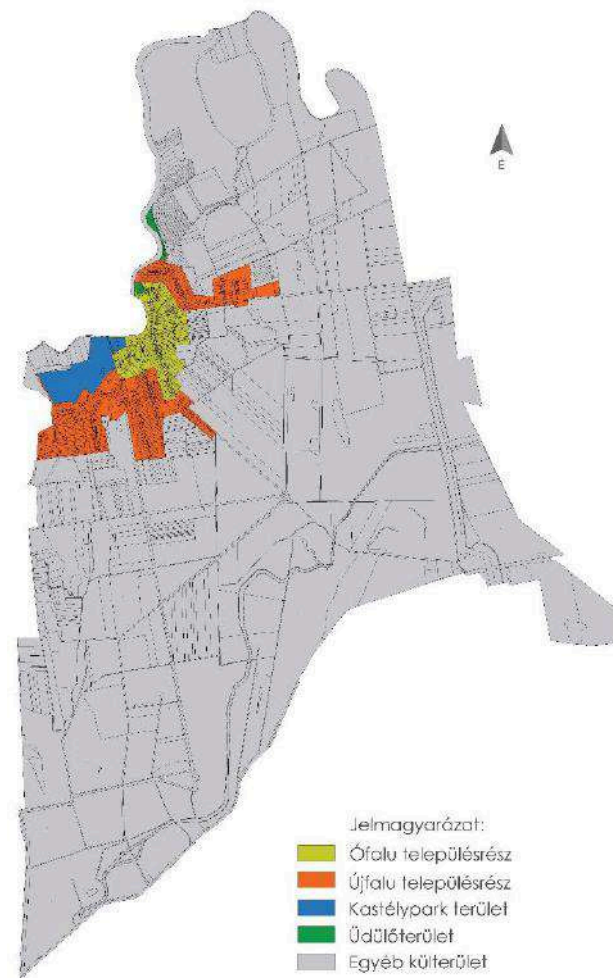 É
Jelmagyarázat:
Ófalu településrész
Újfalu településrész
Kastélypark terület
Üdülőterület
Egyéb külterület